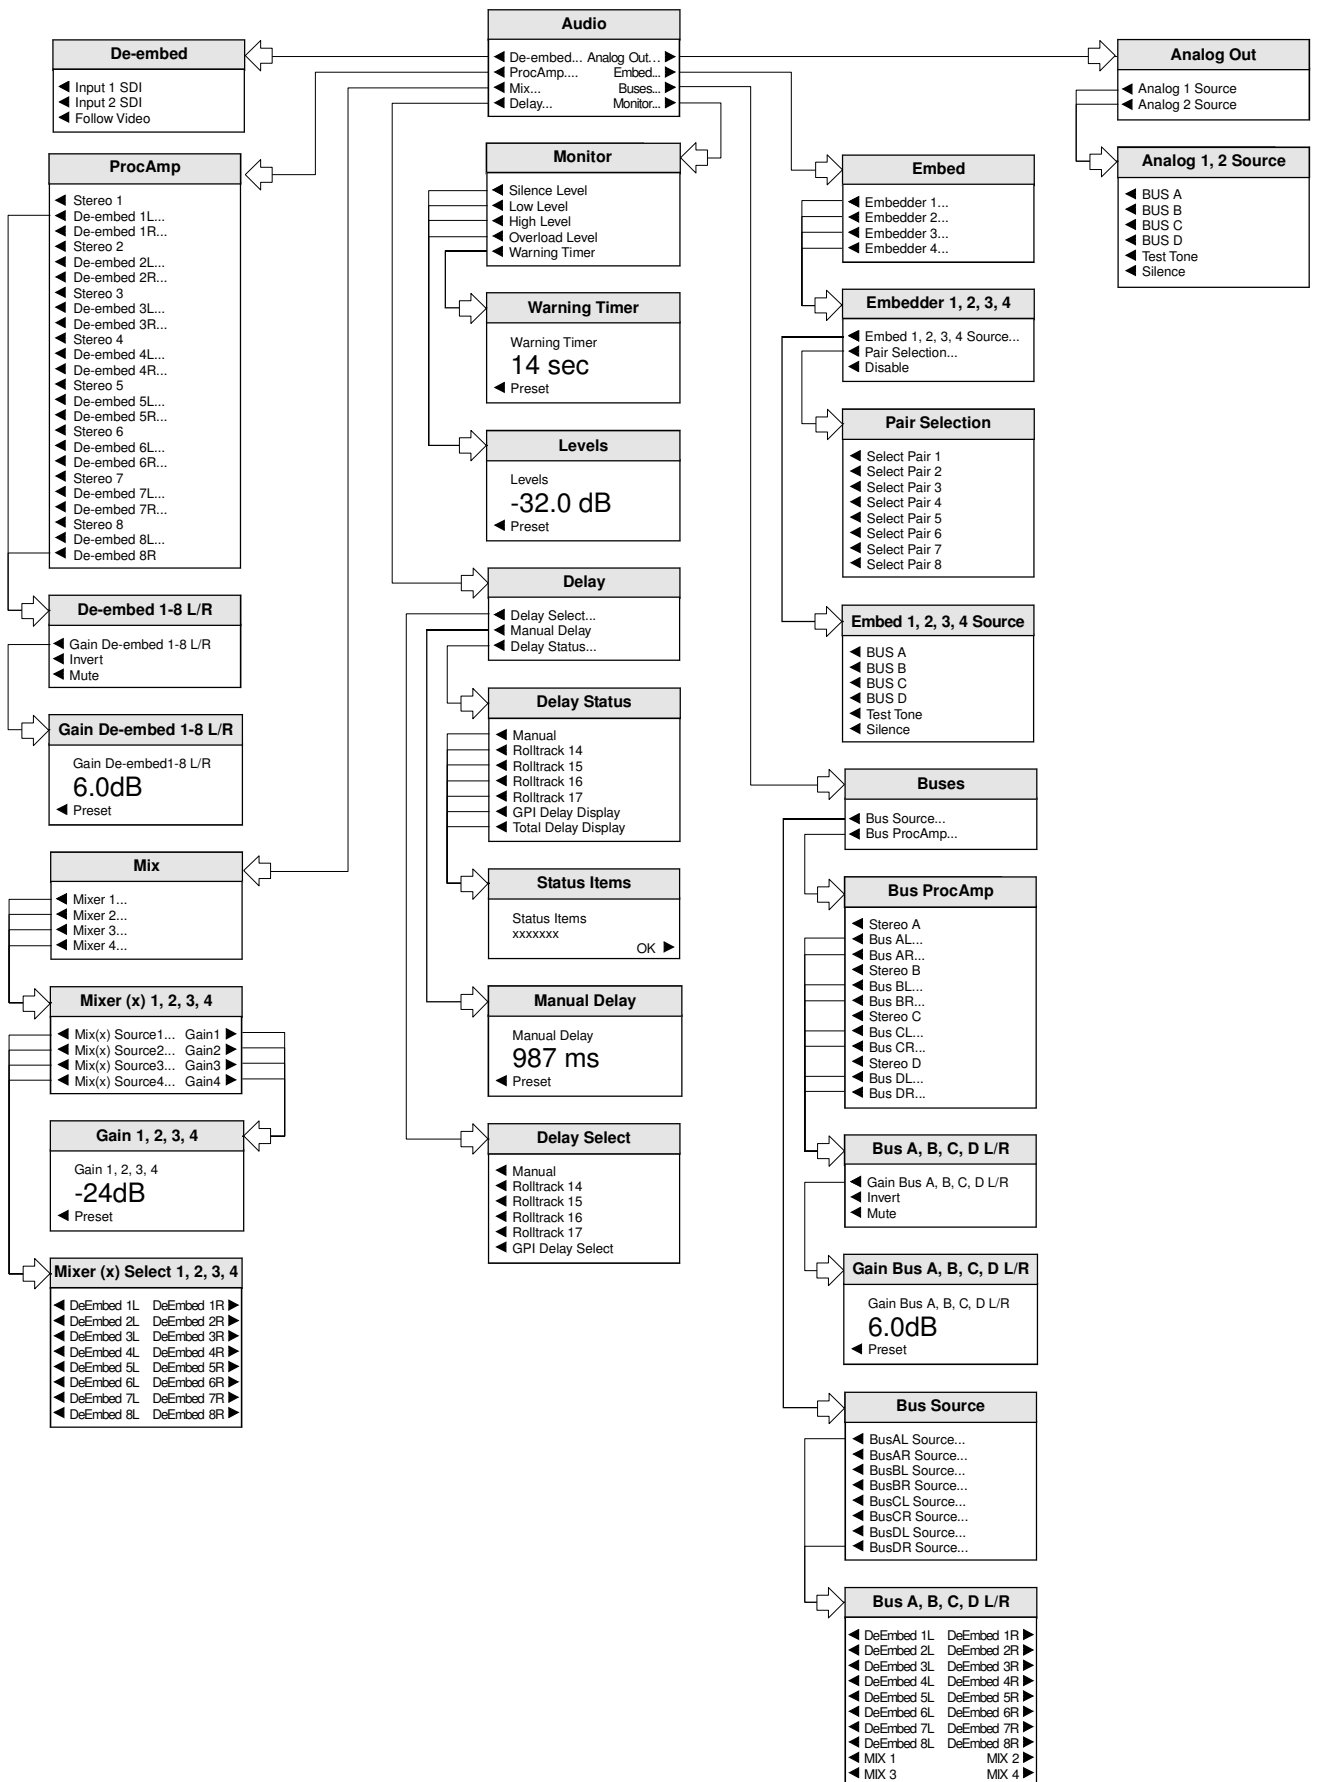 Audio
De-embed... Analog Out...
ProcAmp.... Embed...
Mix... Buses...
Delay... Monitor...
De-embed
Input 1 SDI
Input 2 SDI
Follow Video
ProcAmp
Stereo 1
De-embed 1L...
De-embed 1R...
Stereo 2
De-embed 2L...
De-embed 2R...
Stereo 3
De-embed 3L...
De-embed 3R...
Stereo 4
De-embed 4L...
De-embed 4R...
Stereo 5
De-embed 5L...
De-embed 5R...
Stereo 6
De-embed 6L...
De-embed 6R...
Stereo 7
De-embed 7L...
De-embed 7R...
Stereo 8
De-embed 8L...
De-embed 8R
De-embed 1-8 L/R
Gain De-embed 1-8 L/R
Invert
Mute
Gain De-embed 1-8 L/R
Gain De-embed1-8 L/R
6.0dB
Preset
Mix
Mixer 1...
Mixer 2...
Mixer 3...
Mixer 4...
Mixer (x) 1, 2, 3, 4
Mix(x) Source1... Gain1
Mix(x) Source2... Gain2
Mix(x) Source3... Gain3
Mix(x) Source4... Gain4
Gain 1, 2, 3, 4
Gain 1, 2, 3, 4
-24dB
Preset
Mixer (x) Select 1, 2, 3, 4
DeEmbed 1L DeEmbed 1R
DeEmbed 2L DeEmbed 2R
DeEmbed 3L DeEmbed 3R
DeEmbed 4L DeEmbed 4R
DeEmbed 5L DeEmbed 5R
DeEmbed 6L DeEmbed 6R
DeEmbed 7L DeEmbed 7R
DeEmbed 8L DeEmbed 8R
Monitor
Silence Level
Low Level
High Level
Overload Level
Warning Timer
Warning Timer
Warning Timer
14 sec
Preset
Levels
Levels
-32.0 dB
Preset
Delay
Delay Select...
Manual Delay
Delay Status...
Delay Status
Manual
Rolltrack 14
Rolltrack 15
Rolltrack 16
Rolltrack 17
GPI Delay Display
Total Delay Display
Status Items
Status Items
xxxxxxx
OK
Manual Delay
Manual Delay
987 ms
Preset
Delay Select
Manual
Rolltrack 14
Rolltrack 15
Rolltrack 16
Rolltrack 17
GPI Delay Select
Embed
Embedder 1...
Embedder 2...
Embedder 3...
Embedder 4...
Embedder 1, 2, 3, 4
Embed 1, 2, 3, 4 Source...
Pair Selection...
Disable
Pair Selection
Select Pair 1
Select Pair 2
Select Pair 3
Select Pair 4
Select Pair 5
Select Pair 6
Select Pair 7
Select Pair 8
Embed 1, 2, 3, 4 Source
BUS A
BUS B
BUS C
BUS D
Test Tone
Silence
Buses
Bus Source...
Bus ProcAmp...
Bus ProcAmp
Stereo A
Bus AL...
Bus AR...
Stereo B
Bus BL...
Bus BR...
Stereo C
Bus CL...
Bus CR...
Stereo D
Bus DL...
Bus DR...
Bus A, B, C, D L/R
Gain Bus A, B, C, D L/R
Invert
Mute
Gain Bus A, B, C, D L/R
Gain Bus A, B, C, D L/R
6.0dB
Preset
Bus Source
BusAL Source...
BusAR Source...
BusBL Source...
BusBR Source...
BusCL Source...
BusCR Source...
BusDL Source...
BusDR Source...
Bus A, B, C, D L/R
DeEmbed 1L DeEmbed 1R
DeEmbed 2L DeEmbed 2R
DeEmbed 3L DeEmbed 3R
DeEmbed 4L DeEmbed 4R
DeEmbed 5L DeEmbed 5R
DeEmbed 6L DeEmbed 6R
DeEmbed 7L DeEmbed 7R
DeEmbed 8L DeEmbed 8R
MIX 1 MIX 2
MIX 3 MIX 4
Analog Out
Analog 1 Source
Analog 2 Source
Analog 1, 2 Source
BUS A
BUS B
BUS C
BUS D
Test Tone
Silence